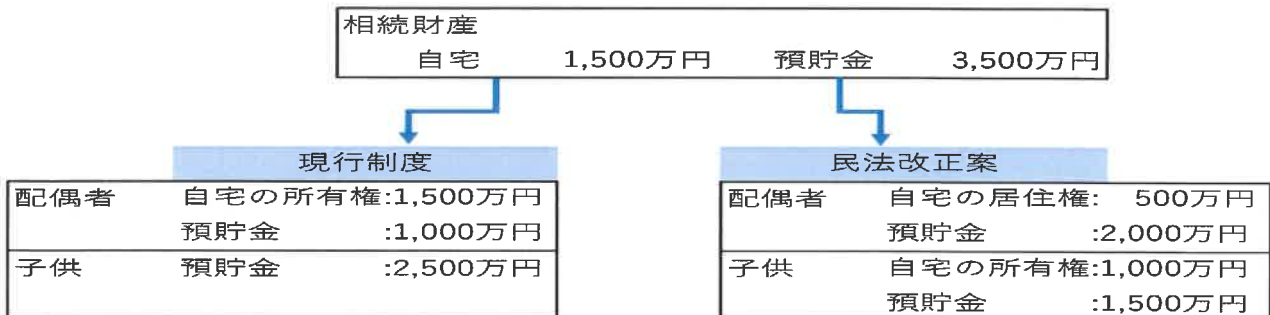 相続財産
自宅 1,500万円 預貯金 3,500万円
現行制度
配偶者 自宅の所有権:1,500万円
預貯金 :1,000万円
子供 預貯金 :2,500万円
民法改正案
配偶者 自宅の居住権: 500万円
預貯金 :2,000万円
子供 自宅の所有権:1,000万円
預貯金 :1,500万円